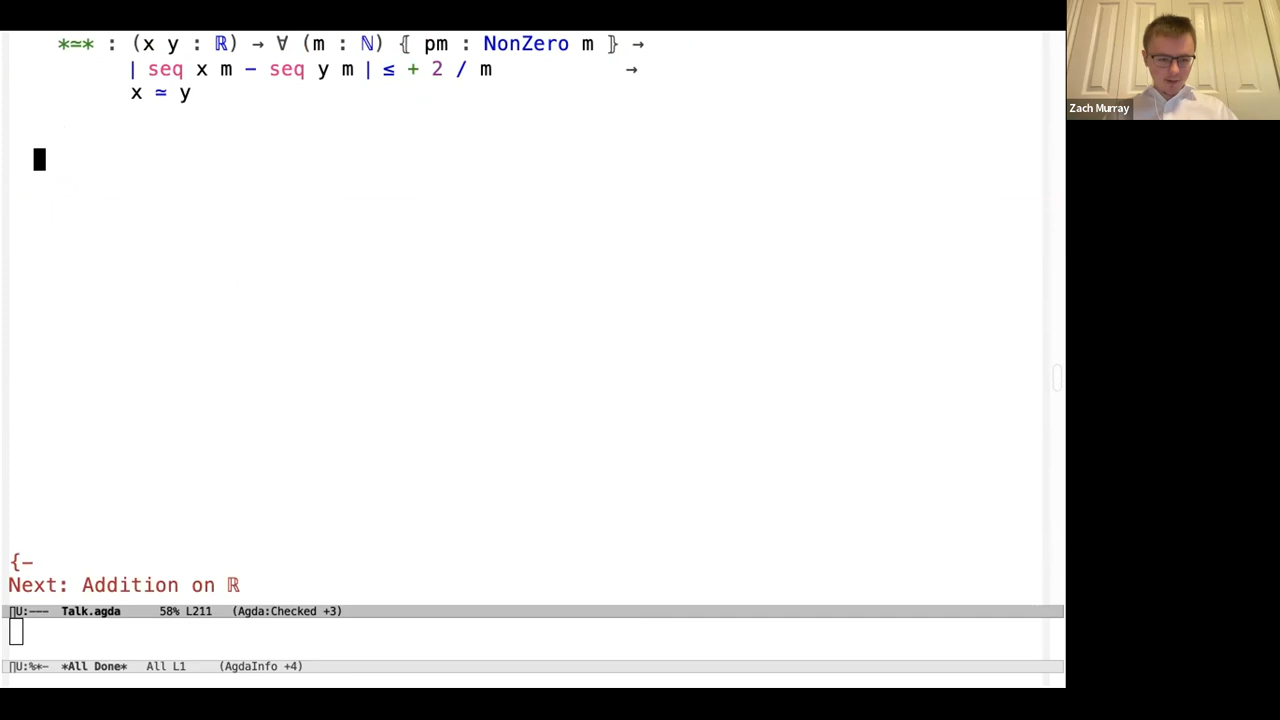 *≃* : (x y : ℝ) → ∀ (m : ℕ) ⦃ pm : NonZero m ⦄ →
| seq x m - seq y m | ≤ + 2 / m →
x ≃ y
Zach Murray
{-
Next: Addition on ℝ
∏U:--- Talk.agda 58% L211 (Agda:Checked +3)
∏U:%*- *All Done* All L1 (AgdaInfo +4)